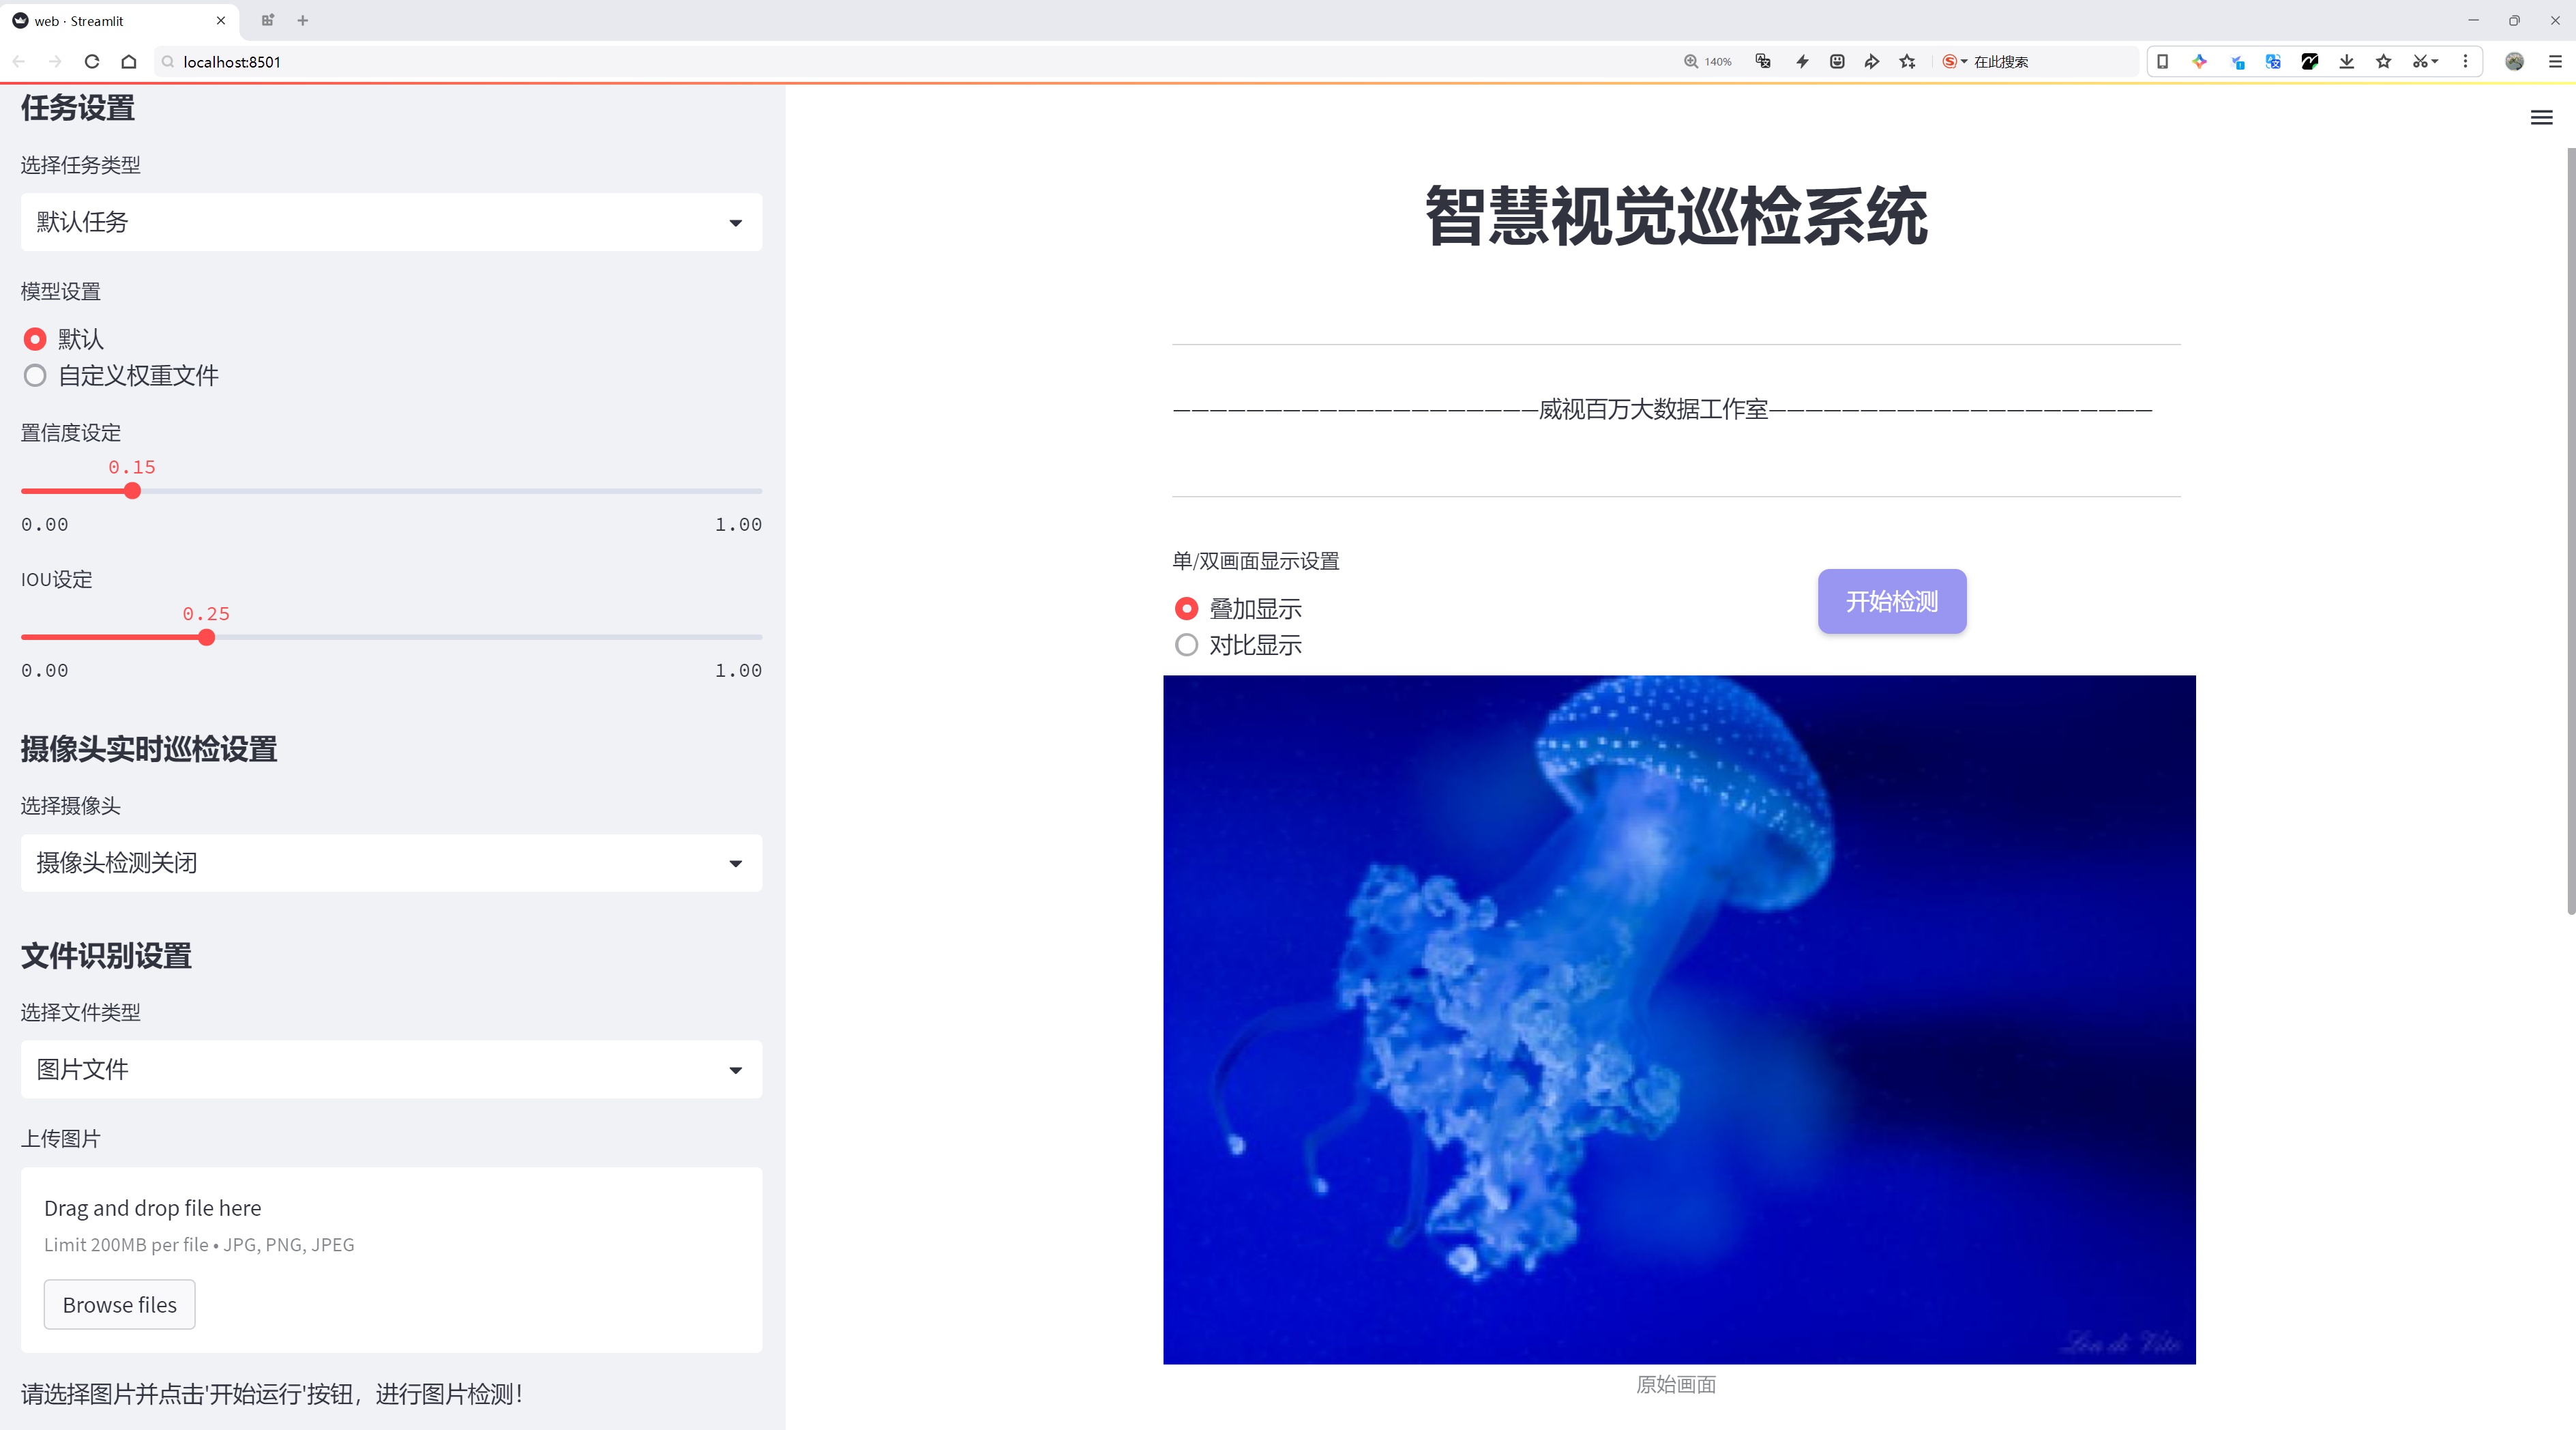 web · Streamlit
localhost:8501
140%
在此搜索
任务设置
选择任务类型
默认任务
模型设置
默认
自定义权重文件
置信度设定
0.15
0.00
1.00
IOU设定
0.25
0.00
1.00
摄像头实时巡检设置
选择摄像头
摄像头检测关闭
文件识别设置
选择文件类型
图片文件
上传图片
Drag and drop file here
Limit 200MB per file • JPG, PNG, JPEG
Browse files
请选择图片并点击'开始运行'按钮，进行图片检测！
智慧视觉巡检系统
————————————————————威视百万大数据工作室—————————————————————
单/双画面显示设置
叠加显示
对比显示
开始检测
原始画面